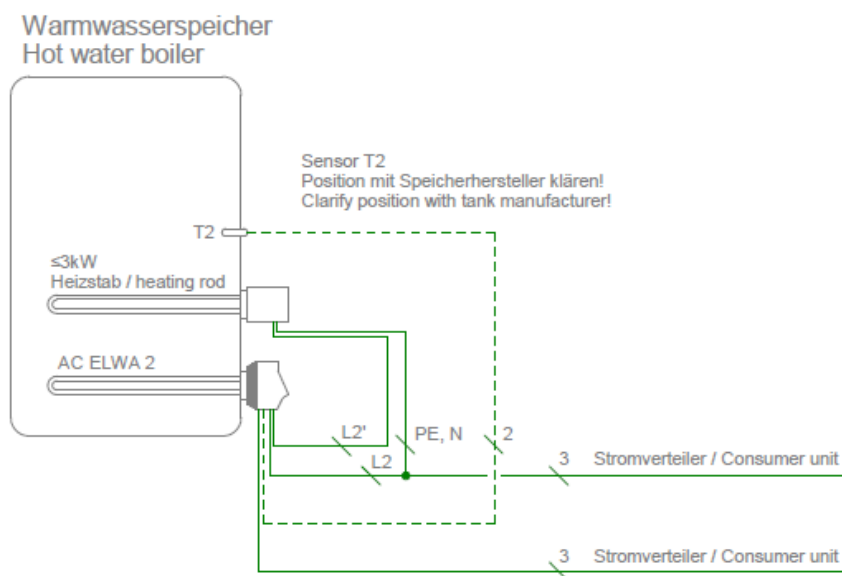 Warmwasserspeicher
Hot water boiler
Sensor T2
Position mit Speicherhersteller klären!
Clarify position with tank manufacturer!
T2
≤3kW
Heizstab / heating rod
AC ELWA 2
L2'
PE, N
2
L2
3
Stromverteiler / Consumer unit
3
Stromverteiler / Consumer unit